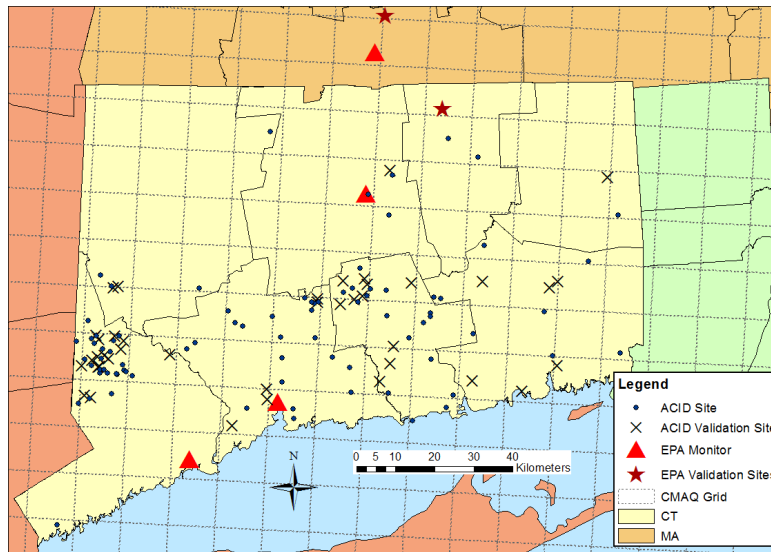 Legend
ACID Site
ACID Validation Site
EPA Monitor
EPA Validation Sites
CMAQ Grid
CT
MA
0 5 10 20 30 40
Kilometers